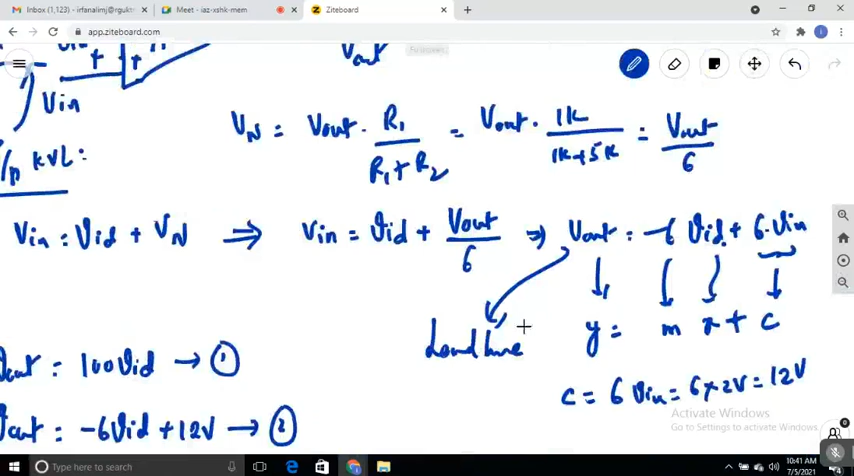 Inbox (1,123) - irfanalimj@rgukt
Meet - iaz-xshk-mem
Ziteboard
app.ziteboard.com
Vout
Vin
VN = Vout . R1 / (R1 + R2) = Vout . 1k / (1k+5k) = Vout / 6
i/p KVL:
Vin = Vid + VN ⇒ Vin = Vid + Vout / 6 ⇒ Vout = -6 Vid + 6.Vin
Load line
y = m x + c
c = 6 Vin = 6x2V = 12V
Vout = 100Vid → ①
Vout = -6Vid + 12V → ②
Activate Windows
Go to Settings to activate Windows.
Type here to search
10:41 AM
7/5/2021